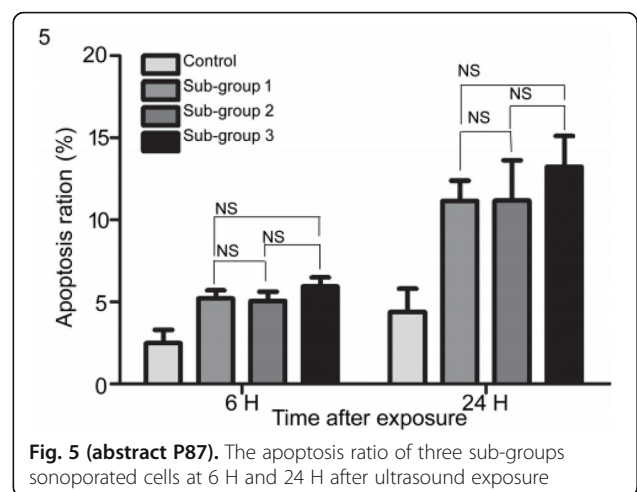 5
20
15
10
5
0
Apoptosis ration (%)
Control
Sub-group 1
Sub-group 2
Sub-group 3
NS
NS
NS
NS
NS
NS
6 H
24 H
Time after exposure
Fig. 5 (abstract P87). The apoptosis ratio of three sub-groups
sonoporated cells at 6 H and 24 H after ultrasound exposure